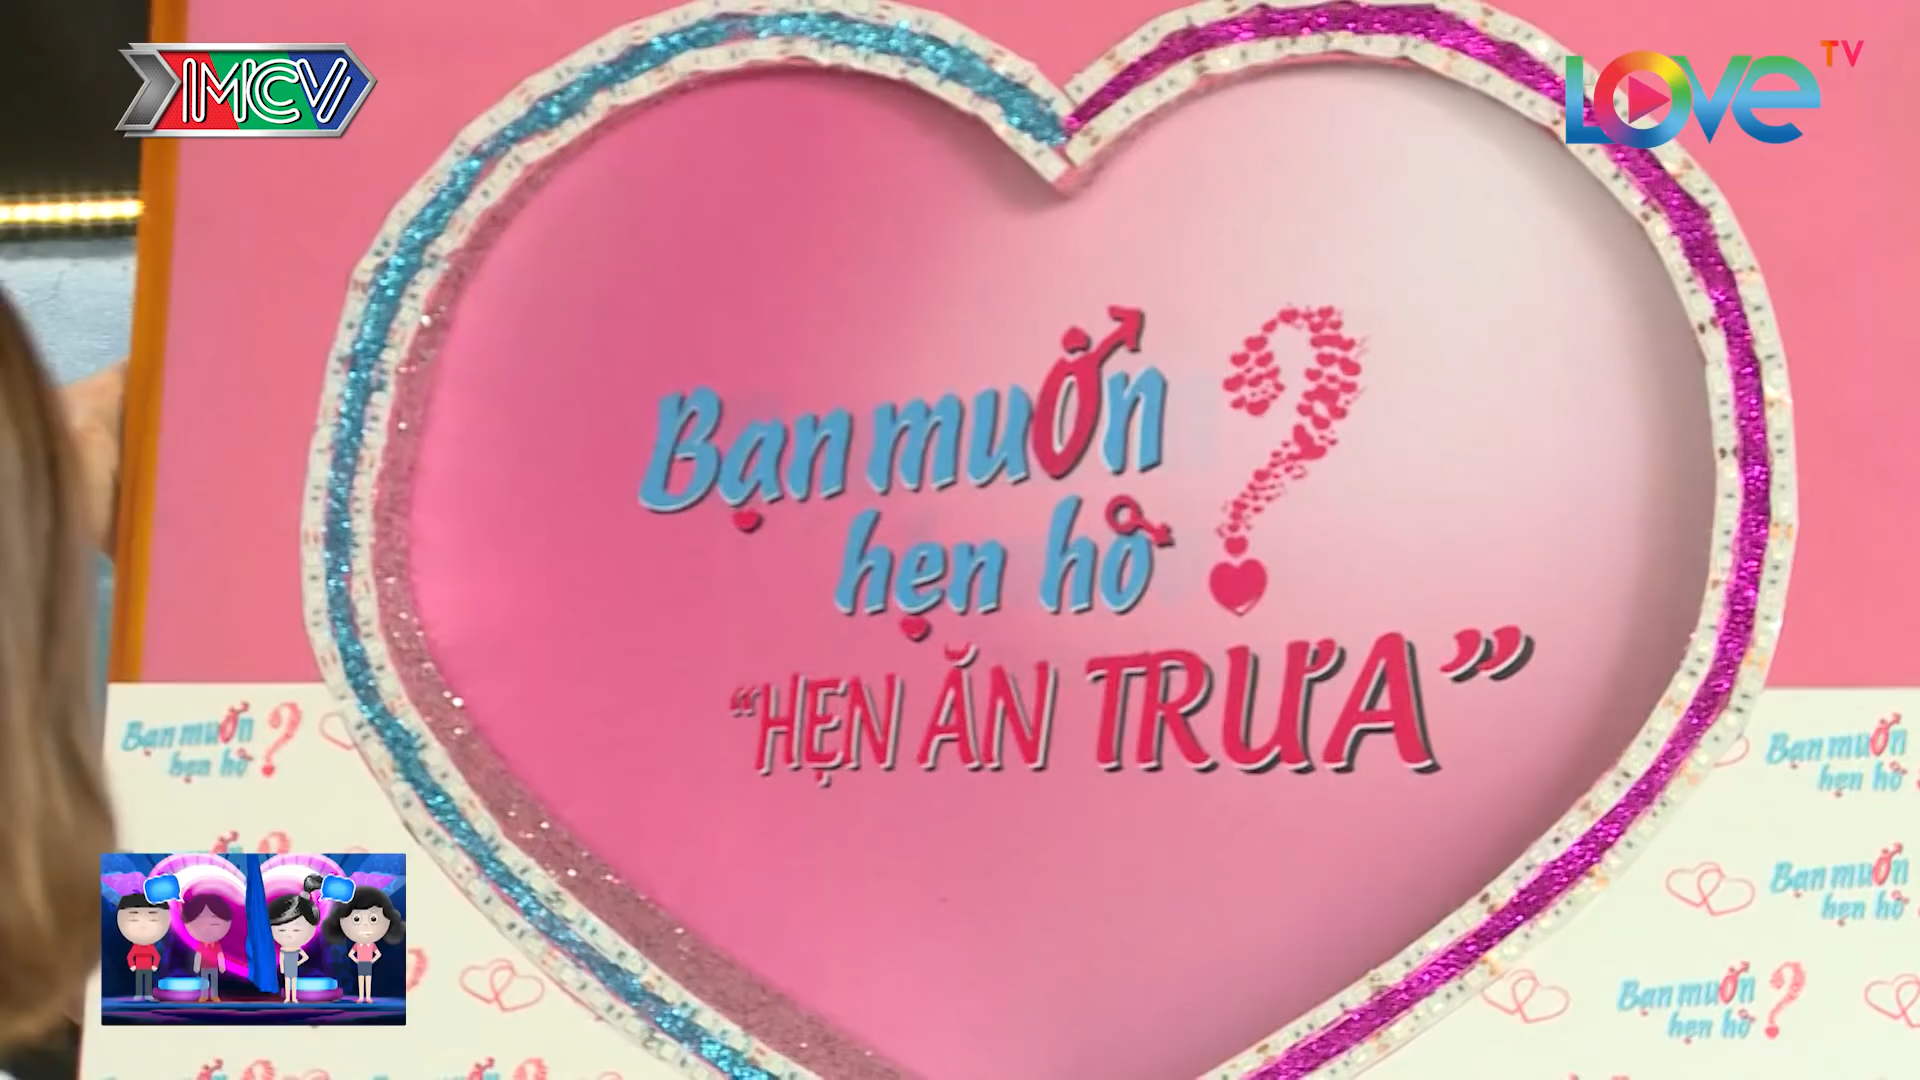 MCV
LOVE TV
Bạn muốn
hẹn hò ?
"HẸN ĂN TRƯA"
Bạn muốn
hẹn hò ?
Bạn muốn
hẹn hò
Bạn muốn
hẹn hò
Bạn muốn
hẹn hò ?